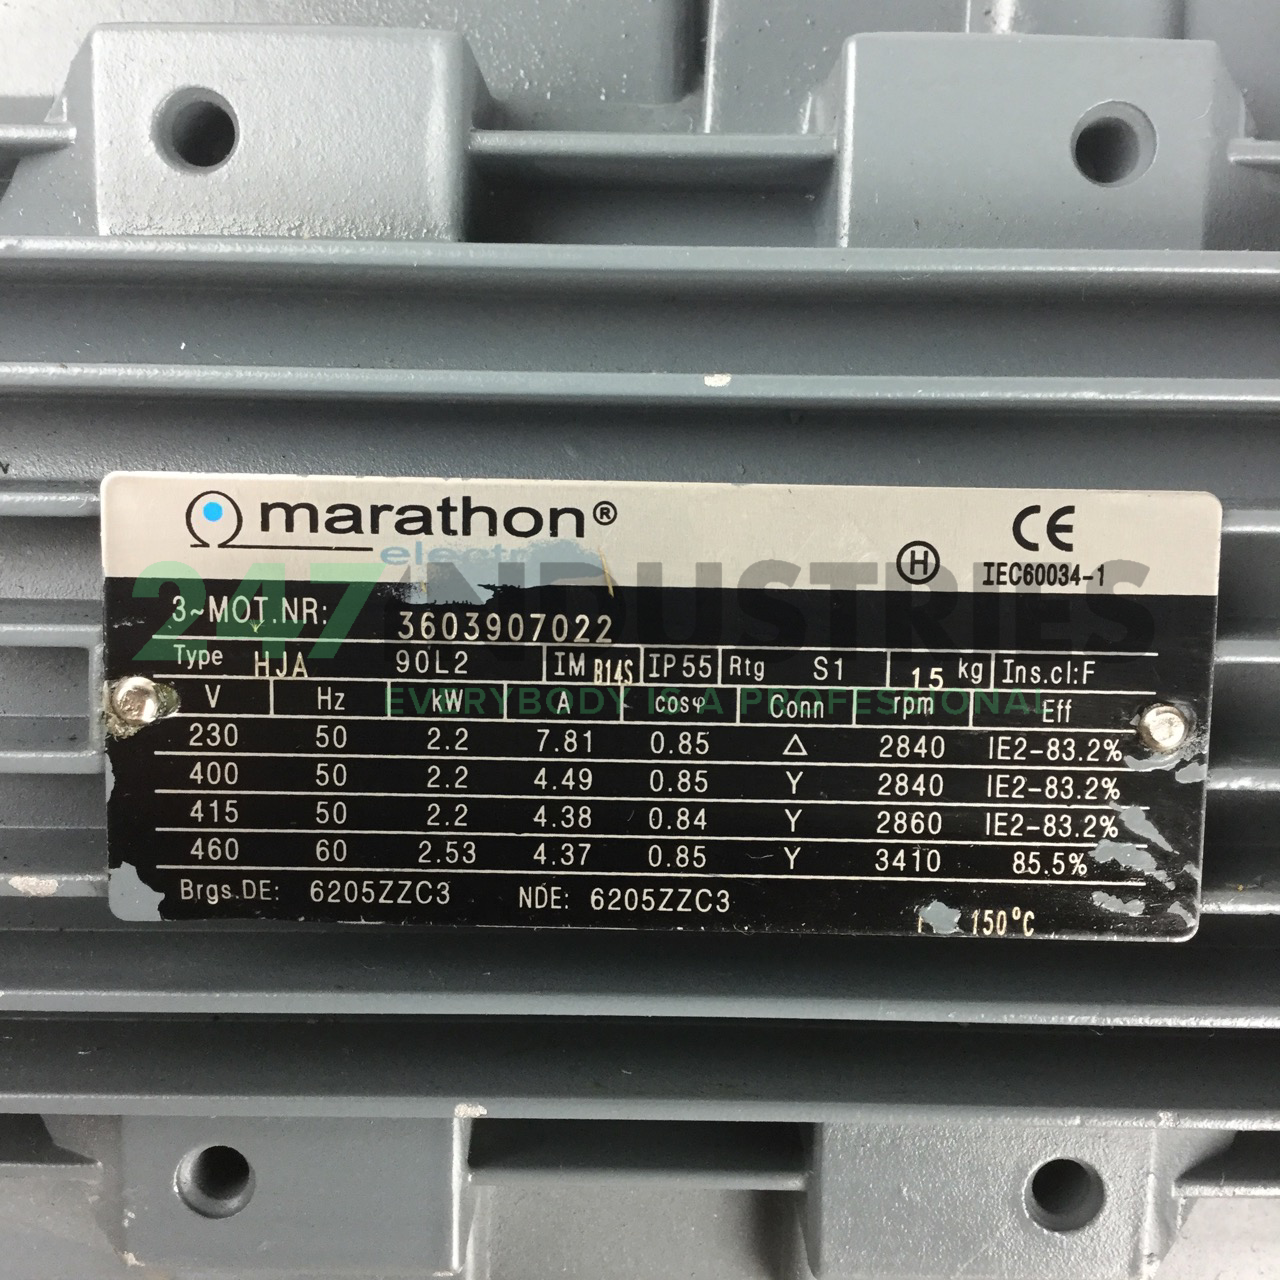 marathon®
electr
CE
H
IEC60034-1
247 INDUSTRIES
EVERYBODY IS A PROFESSIONAL
3~MOT.NR: 3603907022
Type HJA 90L2 IM B14S IP55 Rtg S1 15 kg Ins.cl:F
V Hz kW A cosφ Conn rpm Eff
230 50 2.2 7.81 0.85 △ 2840 IE2-83.2%
400 50 2.2 4.49 0.85 Y 2840 IE2-83.2%
415 50 2.2 4.38 0.84 Y 2860 IE2-83.2%
460 60 2.53 4.37 0.85 Y 3410 85.5%
Brgs.DE: 6205ZZC3 NDE: 6205ZZC3
150°C